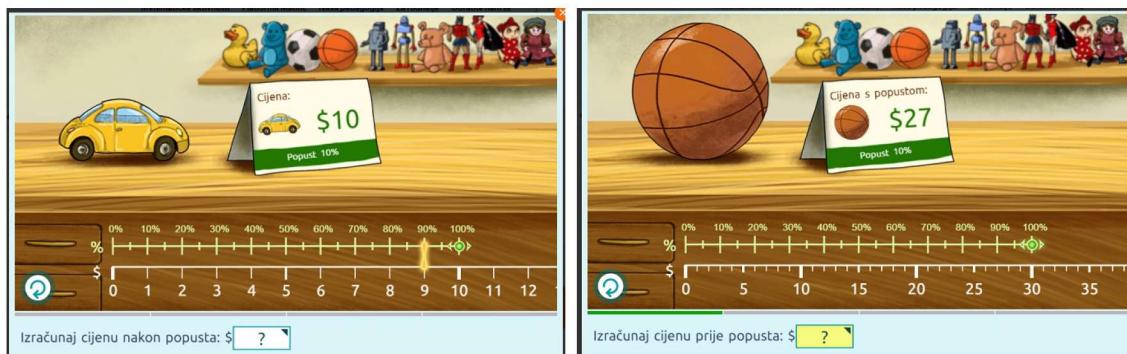 Cijena:
$10
Popust 10%
0% 10% 20% 30% 40% 50% 60% 70% 80% 90% 100%
%
$
0 1 2 3 4 5 6 7 8 9 10 11 12
Izračunaj cijenu nakon popusta: $ ?
Cijena s popustom:
$27
Popust 10%
0% 10% 20% 30% 40% 50% 60% 70% 80% 90% 100%
%
$
0 5 10 15 20 25 30 35
Izračunaj cijenu prije popusta: $ ?